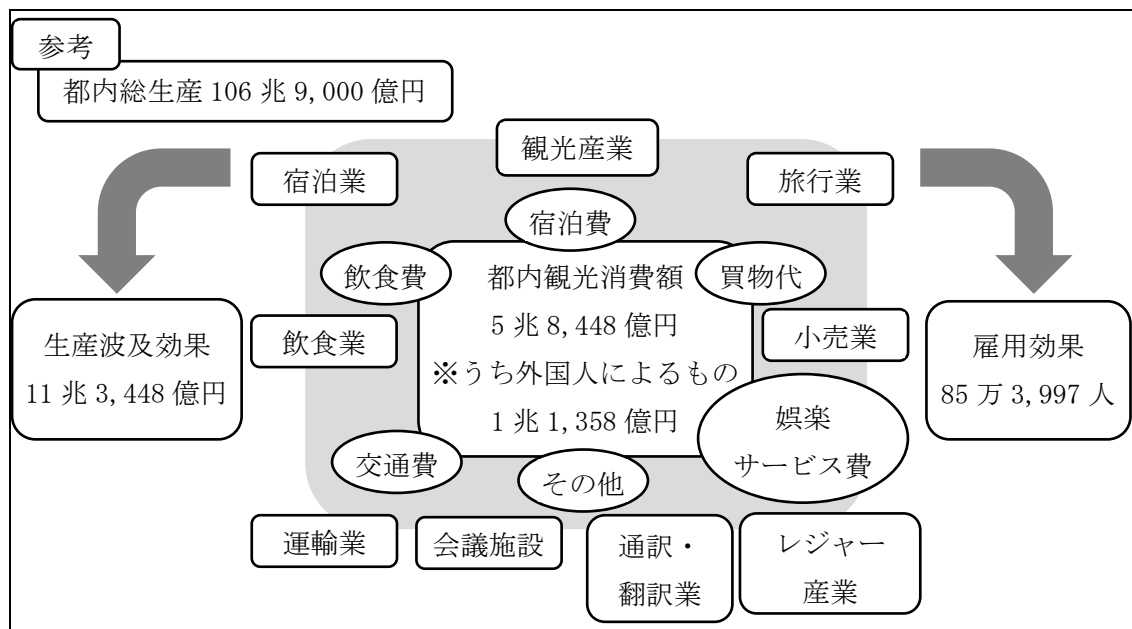 参考
都内総生産 106 兆 9,000 億円
観光産業
宿泊業
旅行業
宿泊費
飲食費
買物代
都内観光消費額
5 兆 8,448 億円
※うち外国人によるもの
1 兆 1,358 億円
生産波及効果
11 兆 3,448 億円
飲食業
小売業
雇用効果
85 万 3,997 人
娯楽
サービス費
交通費
その他
運輸業
会議施設
通訳・
翻訳業
レジャー
産業